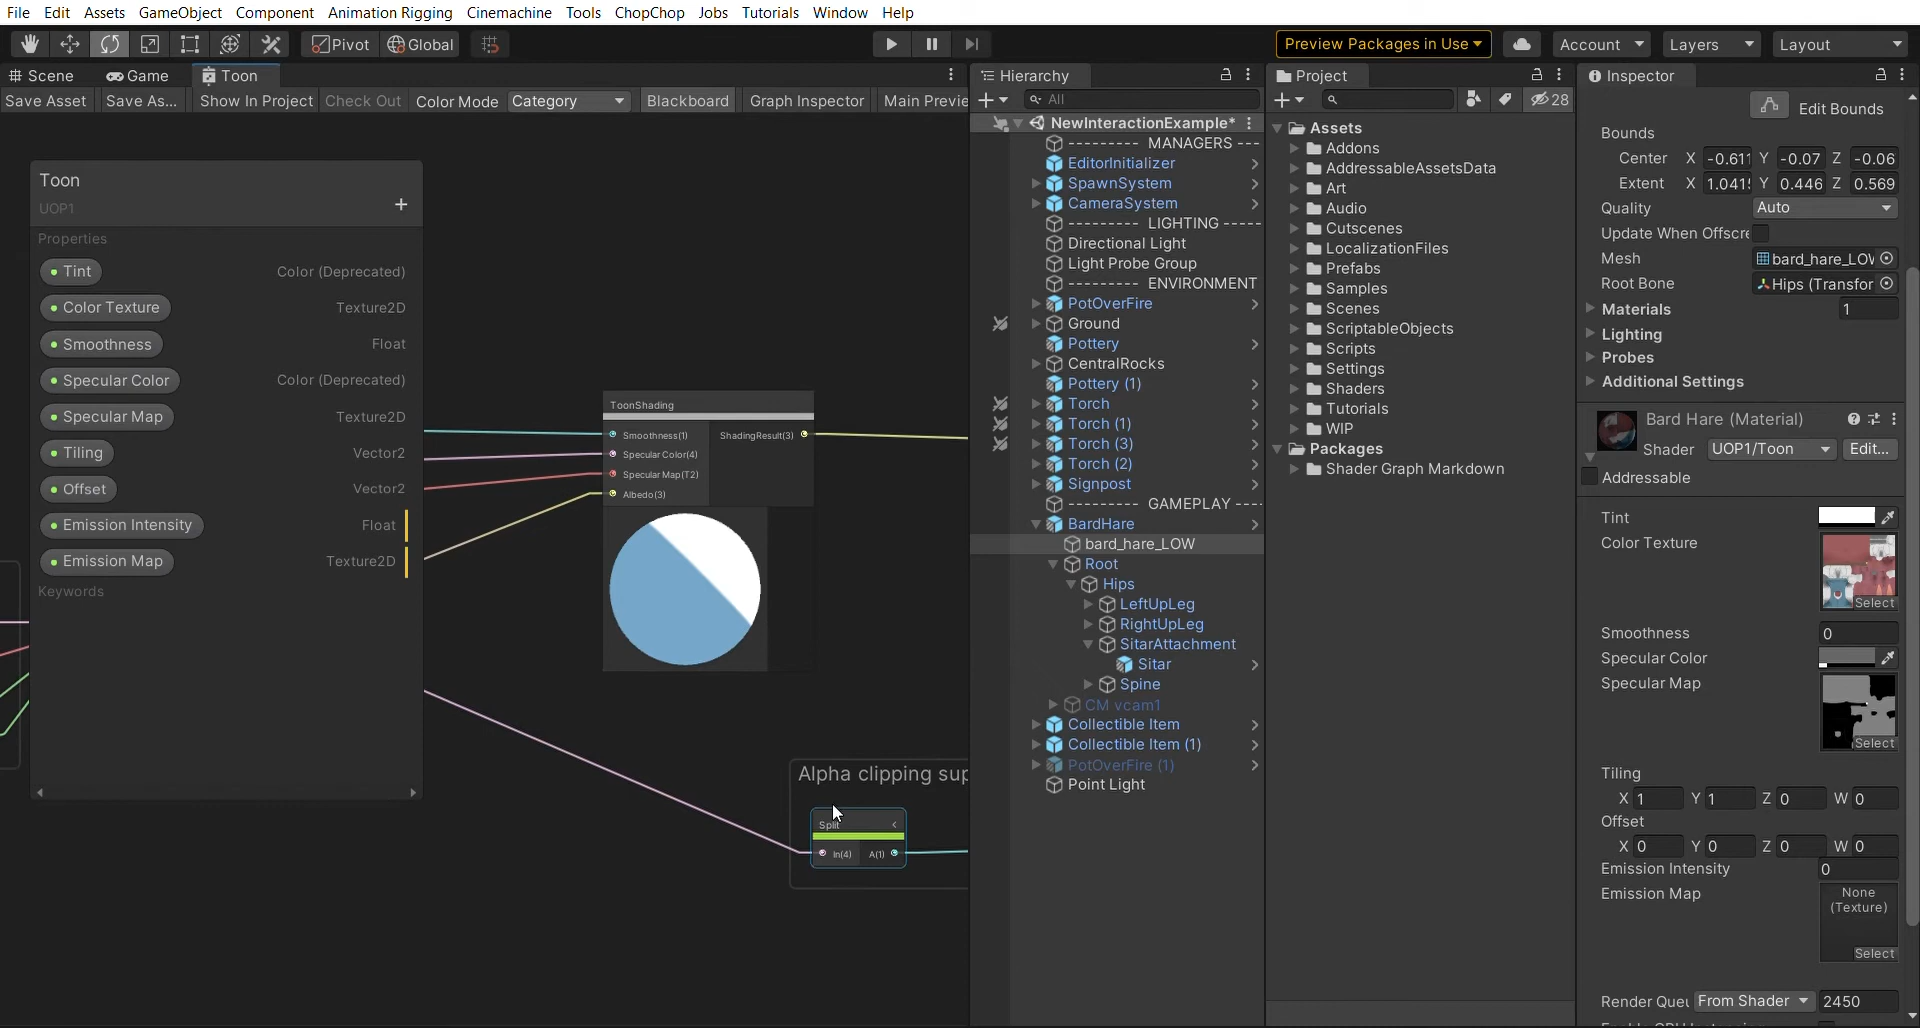 File Edit Assets GameObject Component Animation Rigging Cinemachine Tools ChopChop Jobs Tutorials Window Help
Pivot Global Preview Packages in Use Account Layers Layout
Scene Game Toon
Save Asset Save As... Show In Project Check Out Color Mode Category Blackboard Graph Inspector Main Previe
Toon
UOP1
+
Properties
Tint Color (Deprecated)
Color Texture Texture2D
Smoothness Float
Specular Color Color (Deprecated)
Specular Map Texture2D
Tiling Vector2
Offset Vector2
Emission Intensity Float
Emission Map Texture2D
Keywords
ToonShading
Smoothness(1) ShadingResult(3)
Specular Color(4)
Specular Map(T2)
Albedo(3)
Alpha clipping sup
Split
In(4) A(1)
Hierarchy
All
NewInteractionExample*
--------- MANAGERS ---
EditorInitializer
SpawnSystem
CameraSystem
--------- LIGHTING -----
Directional Light
Light Probe Group
--------- ENVIRONMENT
PotOverFire
Ground
Pottery
CentralRocks
Pottery (1)
Torch
Torch (1)
Torch (3)
Torch (2)
Signpost
--------- GAMEPLAY ----
BardHare
bard_hare_LOW
Root
Hips
LeftUpLeg
RightUpLeg
SitarAttachment
Sitar
Spine
CM vcam1
Collectible Item
Collectible Item (1)
PotOverFire (1)
Point Light
Project
28
Assets
Addons
AddressableAssetsData
Art
Audio
Cutscenes
LocalizationFiles
Prefabs
Samples
Scenes
ScriptableObjects
Scripts
Settings
Shaders
Tutorials
WIP
Packages
Shader Graph Markdown
Inspector
Edit Bounds
Bounds
Center X -0.611 Y -0.07 Z -0.06
Extent X 1.041 Y 0.446 Z 0.569
Quality Auto
Update When Offscre
Mesh bard_hare_LOW
Root Bone Hips (Transfor
Materials 1
Lighting
Probes
Additional Settings
Bard Hare (Material)
Shader UOP1/Toon Edit...
Addressable
Tint
Color Texture
Select
Smoothness 0
Specular Color
Specular Map
Select
Tiling
X 1 Y 1 Z 0 W 0
Offset
X 0 Y 0 Z 0 W 0
Emission Intensity 0
Emission Map None
(Texture)
Select
Render Queu From Shader 2450